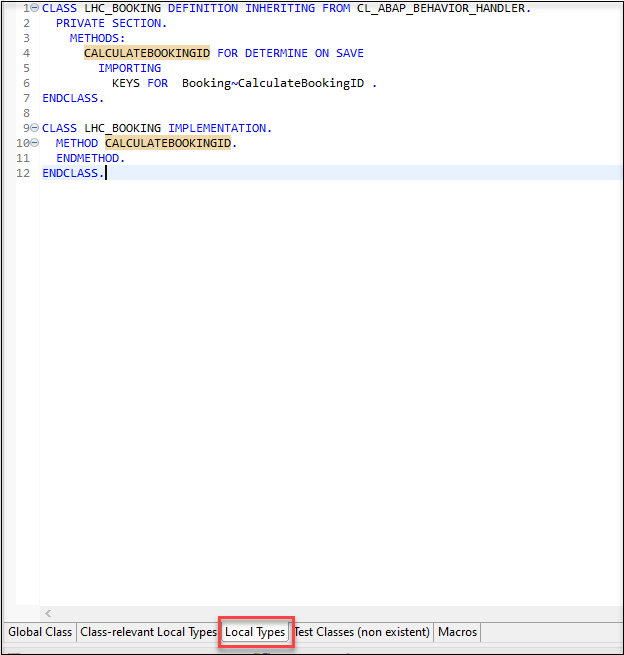 1 CLASS LHC_BOOKING DEFINITION INHERITING FROM CL_ABAP_BEHAVIOR_HANDLER.
2   PRIVATE SECTION.
3     METHODS:
4       CALCULATEBOOKINGID FOR DETERMINE ON SAVE
5         IMPORTING
6           KEYS FOR  Booking~CalculateBookingID .
7 ENDCLASS.
8
9 CLASS LHC_BOOKING IMPLEMENTATION.
10   METHOD CALCULATEBOOKINGID.
11   ENDMETHOD.
12 ENDCLASS.
Global Class Class-relevant Local Types Local Types Test Classes (non existent) Macros